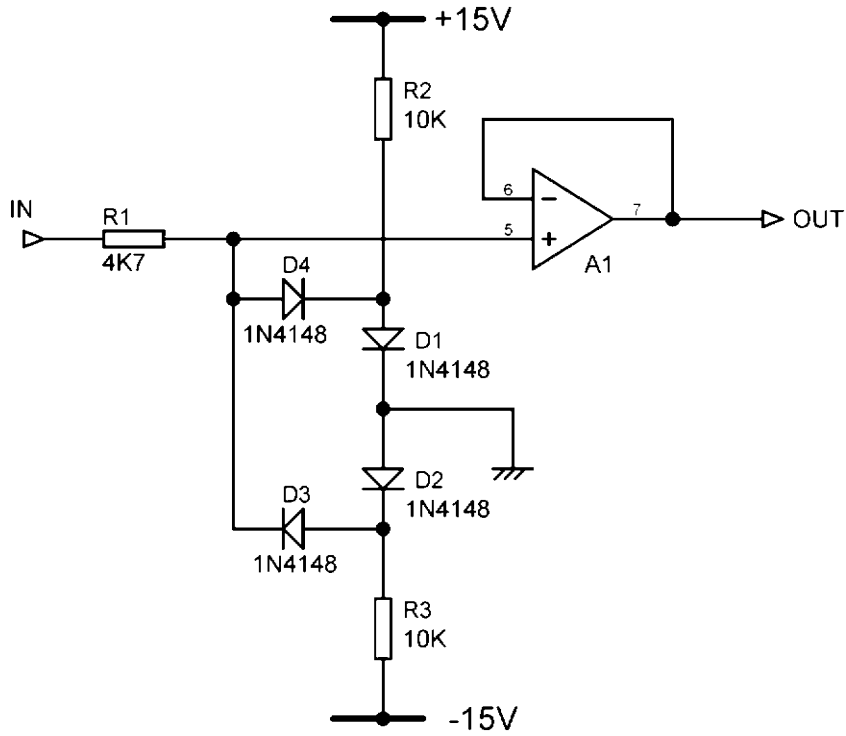 +15V
R2
10K
6
7
IN
R1
4K7
5
OUT
A1
D4
1N4148
D1
1N4148
D2
1N4148
D3
1N4148
R3
10K
-15V